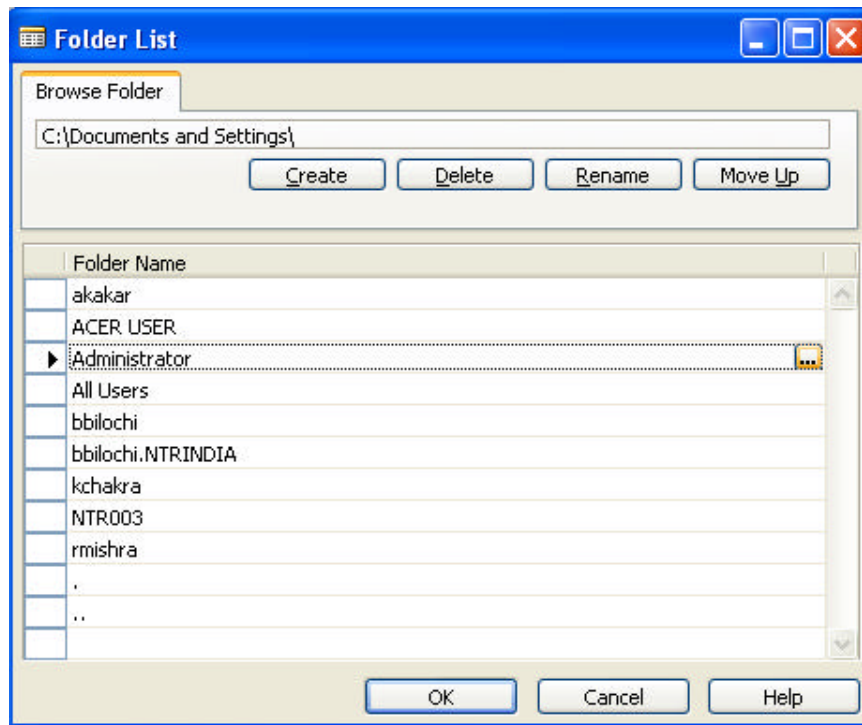 Folder List
Browse Folder
C:\Documents and Settings\
Create Delete Rename Move Up
Folder Name
akakar
ACER USER
Administrator ...
All Users
bbilochi
bbilochi.NTRINDIA
kchakra
NTR003
rmishra
.
..
OK Cancel Help